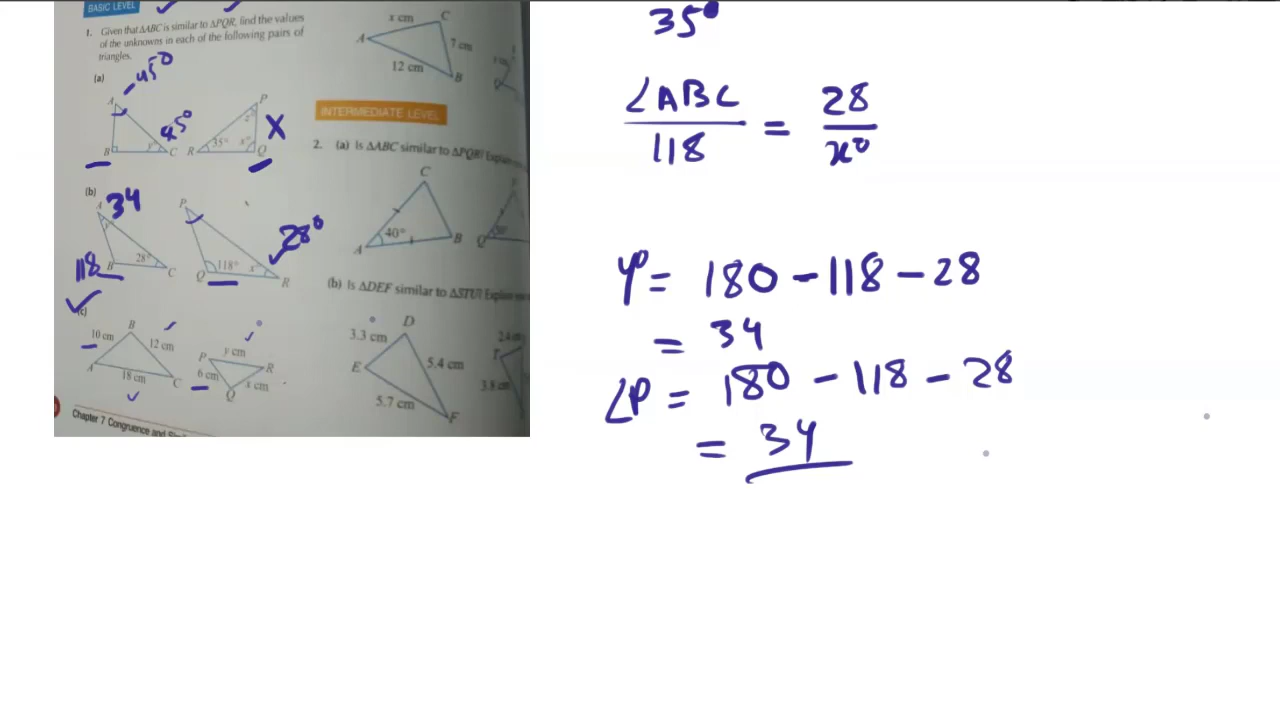 BASIC LEVEL
1. Given that ΔABC is similar to ΔPQR, find the values
of the unknowns in each of the following pairs of
triangles.
(a)
45°
A
45°
B
y°
C
P
z°
X
R
35°
x°
Q
(b)
A
34
y°
118
B
28°
C
P
28°
Q
118°
x°
R
(c)
B
10 cm
12 cm
A
18 cm
C
P
y cm
R
6 cm
x cm
Q
Chapter 7 Congruence and
x cm
C
A
7 cm
12 cm
B
INTERMEDIATE LEVEL
2. (a) Is ΔABC similar to ΔPQR?
C
A
40°
B
Q
(b) Is ΔDEF similar to ΔSTU?
D
3.3 cm
E
5.4 cm
5.7 cm
F
T
3.8 cm
35°
∠ABC
118
=
28
x°
y° = 180 - 118 - 28
= 34
∠P = 180 - 118 - 28
= 34